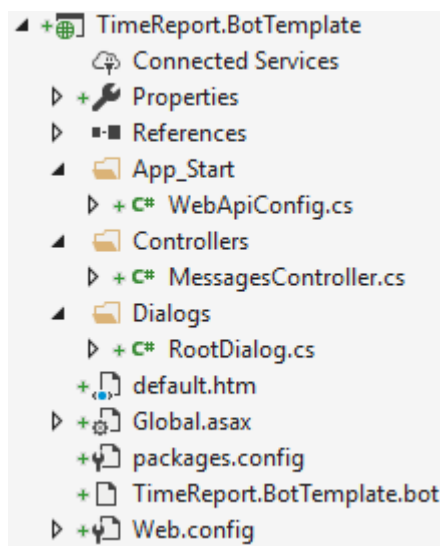 TimeReport.BotTemplate
Connected Services
Properties
References
App_Start
C# WebApiConfig.cs
Controllers
C# MessagesController.cs
Dialogs
C# RootDialog.cs
default.htm
Global.asax
packages.config
TimeReport.BotTemplate.bot
Web.config